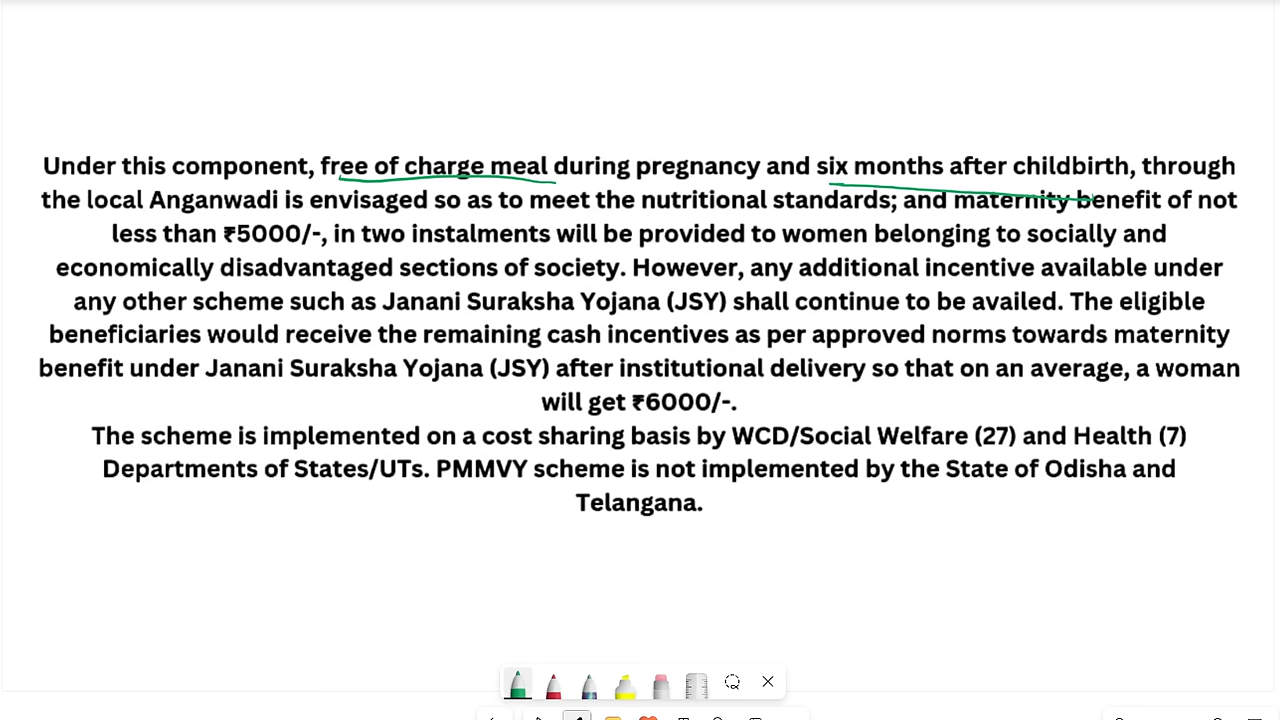 Under this component, free of charge meal during pregnancy and six months after childbirth, through
the local Anganwadi is envisaged so as to meet the nutritional standards; and maternity benefit of not
less than ₹5000/-, in two instalments will be provided to women belonging to socially and
economically disadvantaged sections of society. However, any additional incentive available under
any other scheme such as Janani Suraksha Yojana (JSY) shall continue to be availed. The eligible
beneficiaries would receive the remaining cash incentives as per approved norms towards maternity
benefit under Janani Suraksha Yojana (JSY) after institutional delivery so that on an average, a woman
will get ₹6000/-.
The scheme is implemented on a cost sharing basis by WCD/Social Welfare (27) and Health (7)
Departments of States/UTs. PMMVY scheme is not implemented by the State of Odisha and
Telangana.